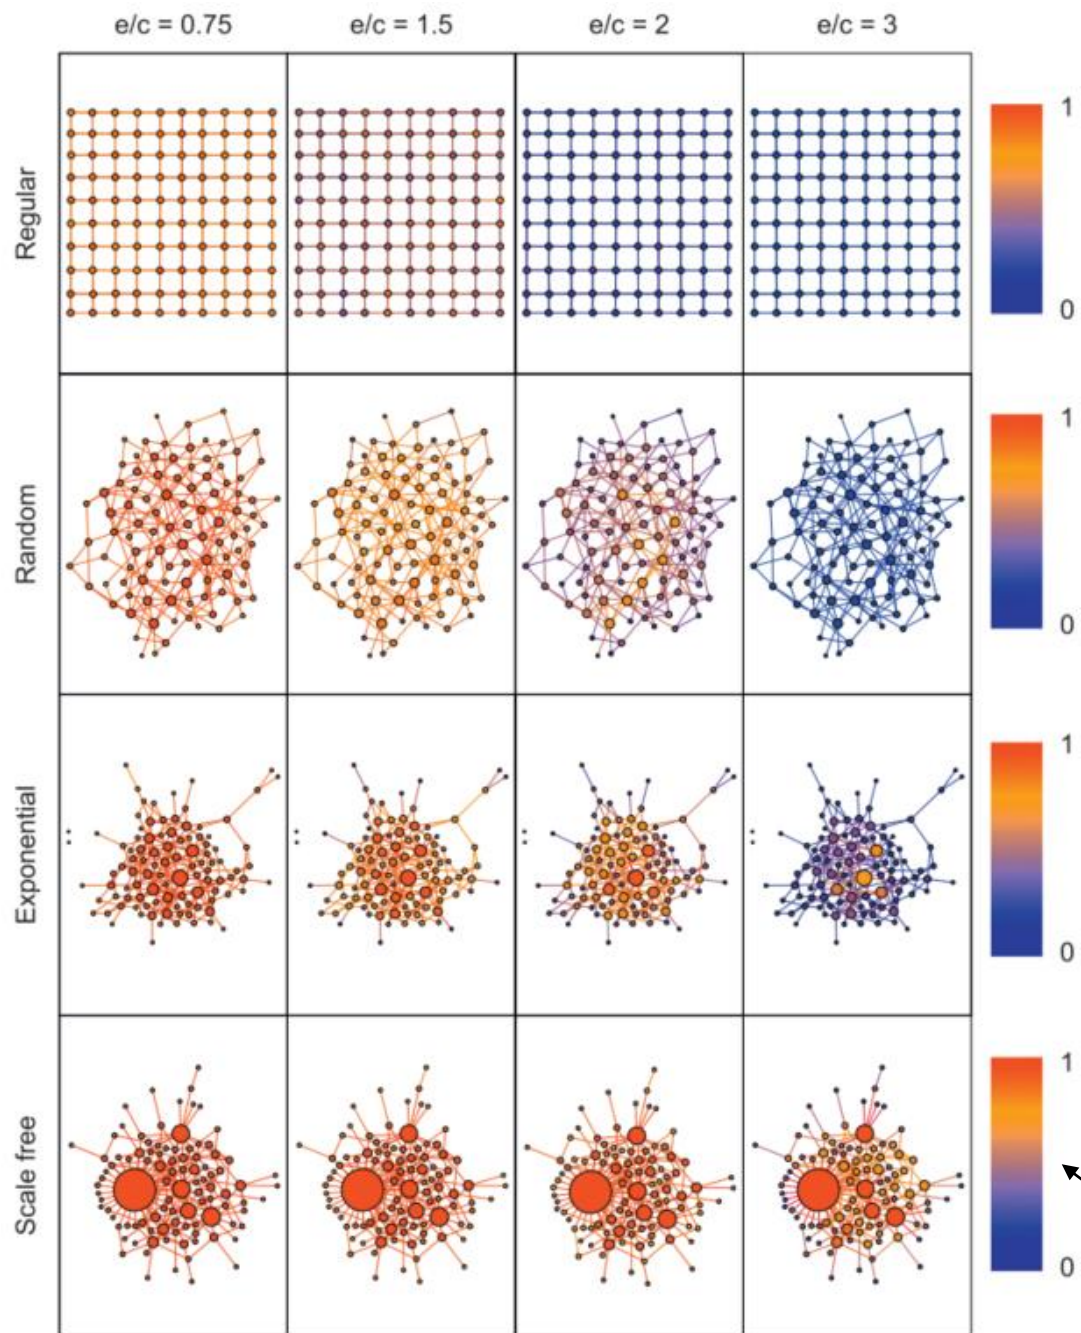 e/c = 0.75 e/c = 1.5 e/c = 2 e/c = 3
Regular
1
0
Random
1
0
Exponential
1
0
Scale free
1
0